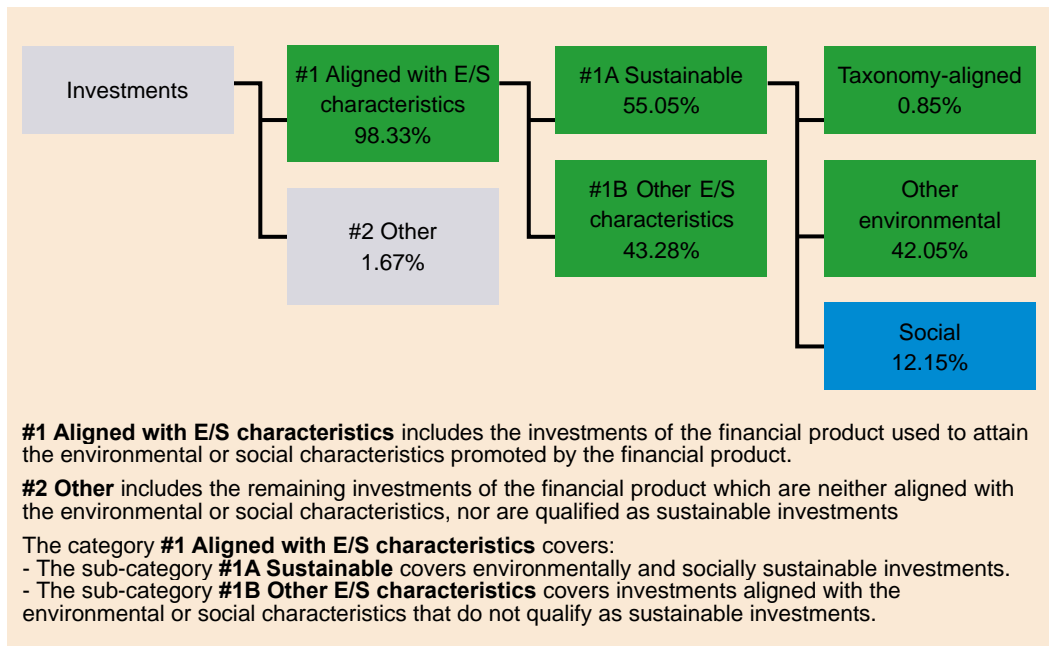 Investments
#1 Aligned with E/S
characteristics
98.33%
#2 Other
1.67%
#1A Sustainable
55.05%
#1B Other E/S
characteristics
43.28%
Taxonomy-aligned
0.85%
Other
environmental
42.05%
Social
12.15%
#1 Aligned with E/S characteristics includes the investments of the financial product used to attain
the environmental or social characteristics promoted by the financial product.
#2 Other includes the remaining investments of the financial product which are neither aligned with
the environmental or social characteristics, nor are qualified as sustainable investments
The category #1 Aligned with E/S characteristics covers:
- The sub-category #1A Sustainable covers environmentally and socially sustainable investments.
- The sub-category #1B Other E/S characteristics covers investments aligned with the
environmental or social characteristics that do not qualify as sustainable investments.